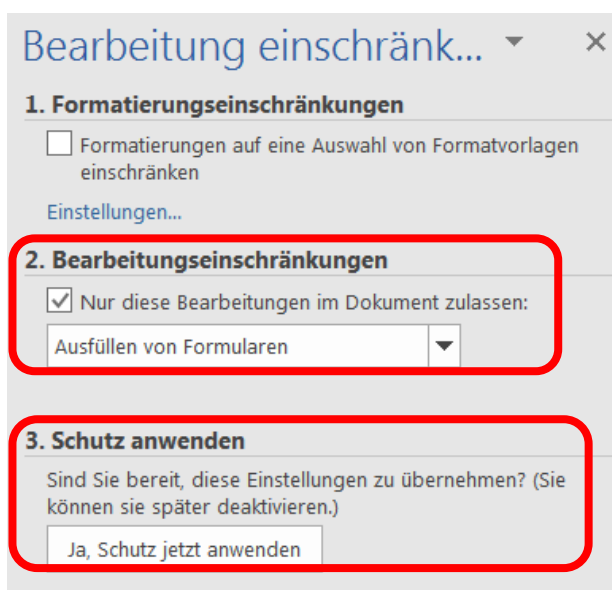 Bearbeitung einschränk...
1. Formatierungseinschränkungen
Formatierungen auf eine Auswahl von Formatvorlagen
einschränken
Einstellungen...
2. Bearbeitungseinschränkungen
Nur diese Bearbeitungen im Dokument zulassen:
Ausfüllen von Formularen
3. Schutz anwenden
Sind Sie bereit, diese Einstellungen zu übernehmen? (Sie
können sie später deaktivieren.)
Ja, Schutz jetzt anwenden